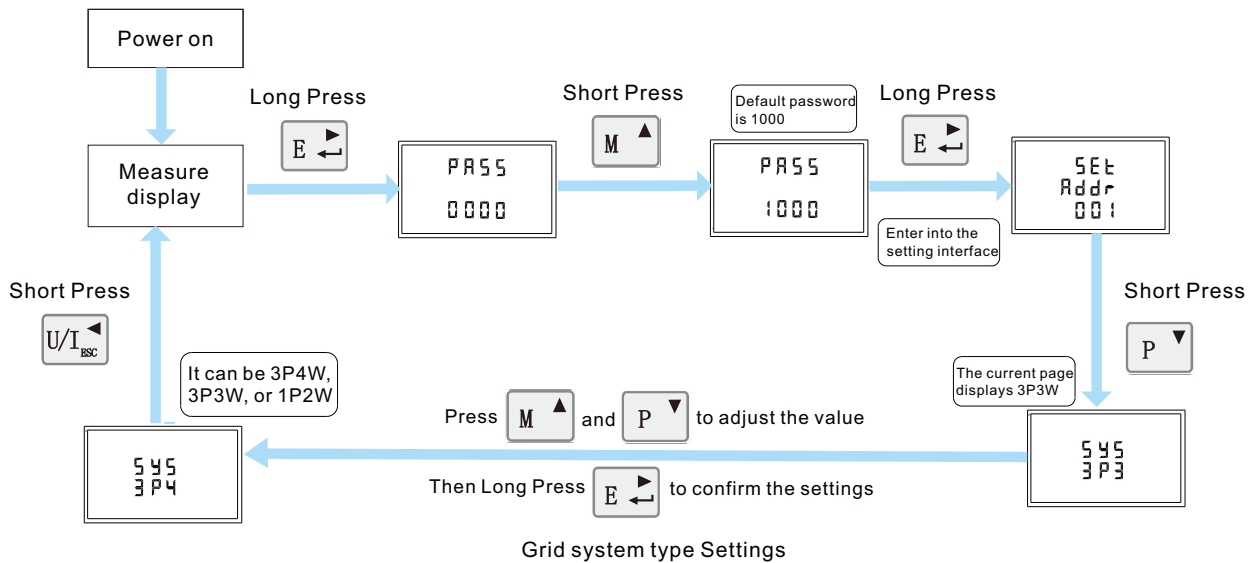 Power on
Long Press
E
PASS
0000
Short Press
M
Default password
is 1000
PASS
1000
Long Press
E
Enter into the
setting interface
SEt
Addr
001
Measure
display
Short Press
U/I ESC
Short Press
P
It can be 3P4W,
3P3W, or 1P2W
The current page
displays 3P3W
Press M and P to adjust the value
Then Long Press E to confirm the settings
SYS
3P4
SYS
3P3
Grid system type Settings